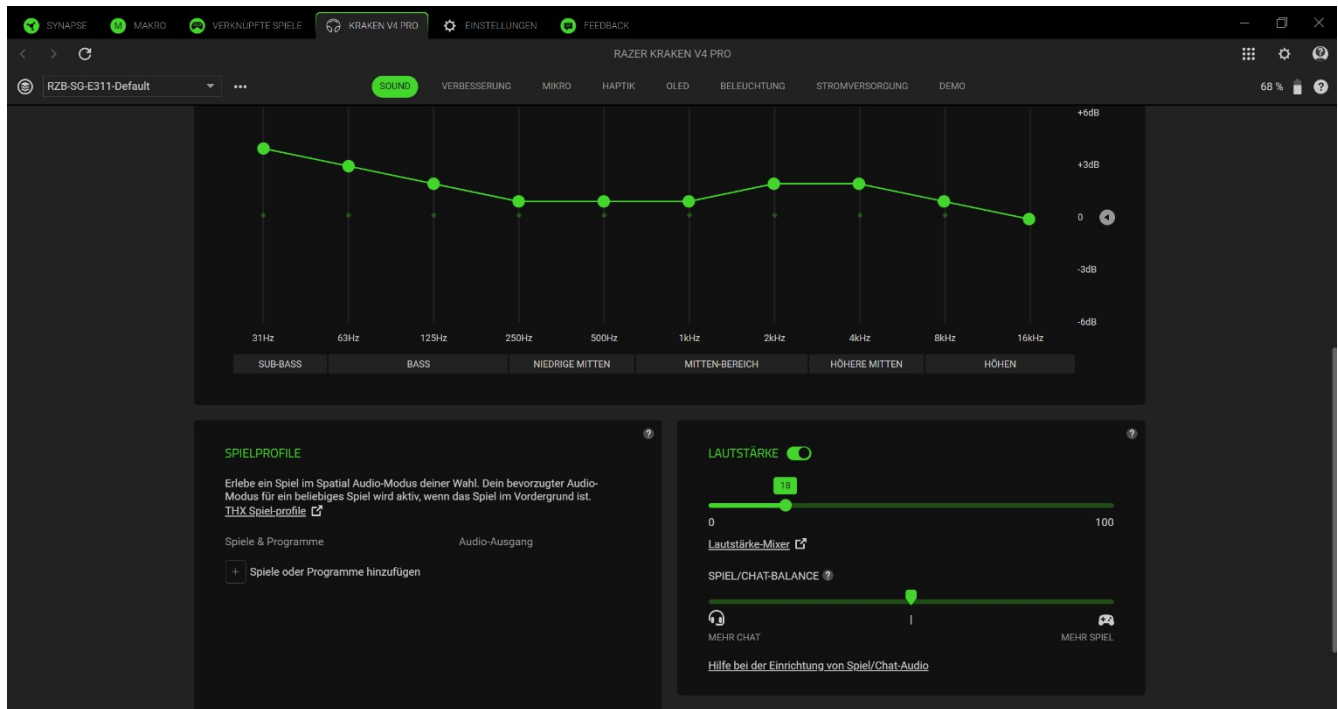 SYNAPSE M MAKRO VERKNÜPFTE SPIELE KRAKEN V4 PRO EINSTELLUNGEN FEEDBACK
RAZER KRAKEN V4 PRO
RZB-SG-E311-Default SOUND VERBESSERUNG MIKRO HAPTIK OLED BELEUCHTUNG STROMVERSORGUNG DEMO 68 % ?
+6dB
+3dB
0
-3dB
-6dB
31Hz 63Hz 125Hz 250Hz 500Hz 1kHz 2kHz 4kHz 8kHz 16kHz
SUB-BASS BASS NIEDRIGE MITTEN MITTEN-BEREICH HÖHERE MITTEN HÖHEN
?
SPIELPROFILE
Erlebe ein Spiel im Spatial Audio-Modus deiner Wahl. Dein bevorzugter Audio-
Modus für ein beliebiges Spiel wird aktiv, wenn das Spiel im Vordergrund ist.
THX Spiel-profile
Spiele & Programme Audio-Ausgang
+ Spiele oder Programme hinzufügen
?
LAUTSTÄRKE
18
0 100
Lautstärke-Mixer
SPIEL/CHAT-BALANCE ?
MEHR CHAT MEHR SPIEL
Hilfe bei der Einrichtung von Spiel/Chat-Audio